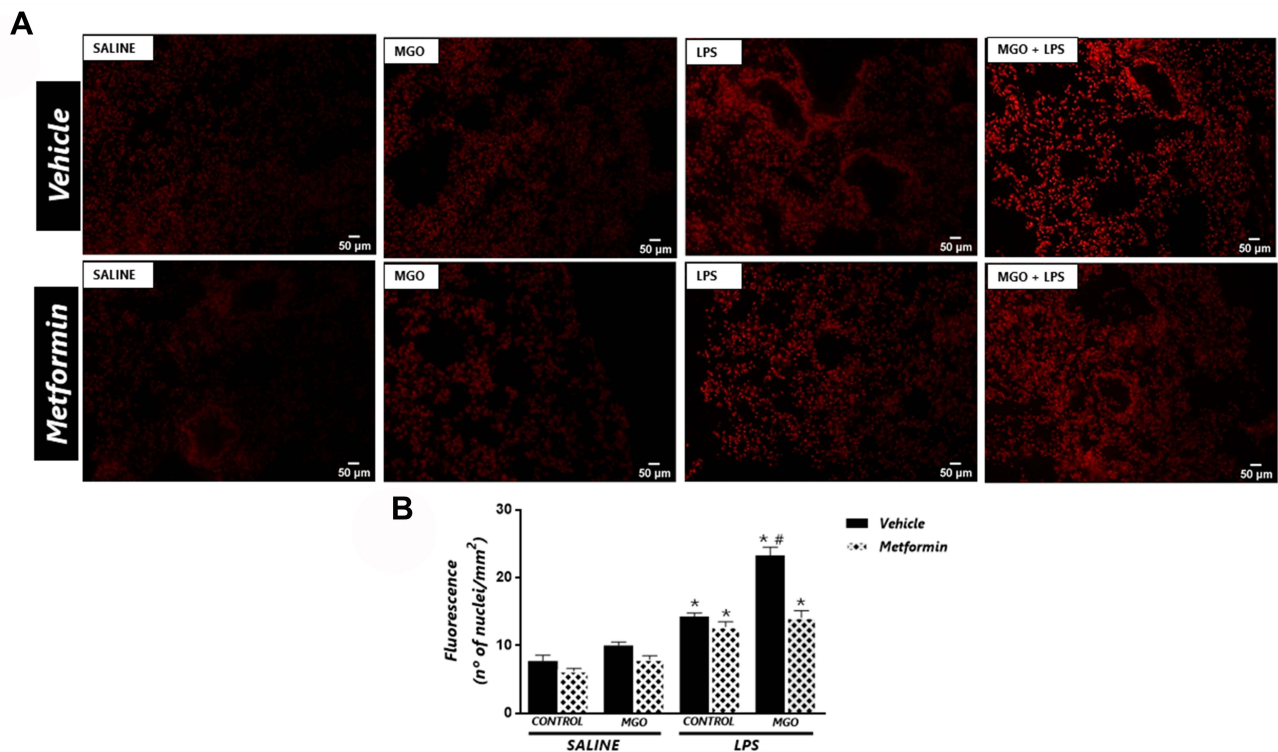 A
Vehicle
SALINE
50 µm
MGO
50 µm
LPS
50 µm
MGO + LPS
50 µm
Metformin
SALINE
50 µm
MGO
50 µm
LPS
50 µm
MGO + LPS
50 µm
B
Fluorescence
(n° of nuclei/mm²)
30
20
10
0
* * * # *
CONTROL MGO CONTROL MGO
SALINE LPS
Vehicle
Metformin